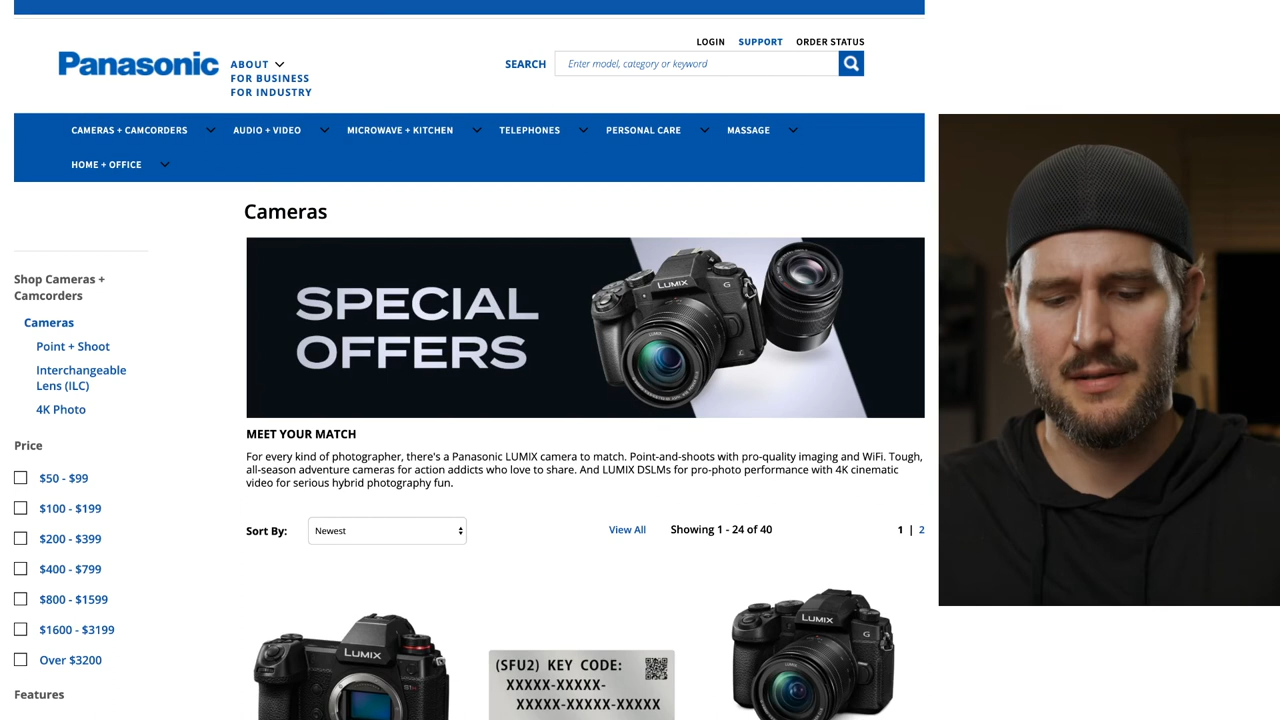 LOGIN SUPPORT ORDER STATUS
Panasonic
ABOUT
FOR BUSINESS
FOR INDUSTRY
SEARCH Enter model, category or keyword
CAMERAS + CAMCORDERS AUDIO + VIDEO MICROWAVE + KITCHEN TELEPHONES PERSONAL CARE MASSAGE
HOME + OFFICE
Cameras
SPECIAL
OFFERS
LUMIX G
Shop Cameras +
Camcorders
Cameras
Point + Shoot
Interchangeable
Lens (ILC)
4K Photo
Price
$50 - $99
$100 - $199
$200 - $399
$400 - $799
$800 - $1599
$1600 - $3199
Over $3200
Features
MEET YOUR MATCH
For every kind of photographer, there's a Panasonic LUMIX camera to match. Point-and-shoots with pro-quality imaging and WiFi. Tough,
all-season adventure cameras for action addicts who love to share. And LUMIX DSLMs for pro-photo performance with 4K cinematic
video for serious hybrid photography fun.
Sort By: Newest View All Showing 1 - 24 of 40 1 | 2
LUMIX
(SFU2) KEY CODE:
XXXXX-XXXXX-
XXXXX-XXXXX-XXXXX
LUMIX G